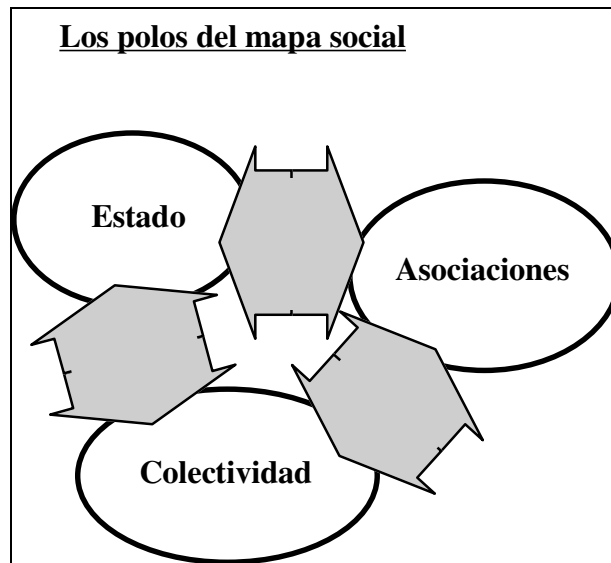 Los polos del mapa social
Estado
Asociaciones
Colectividad